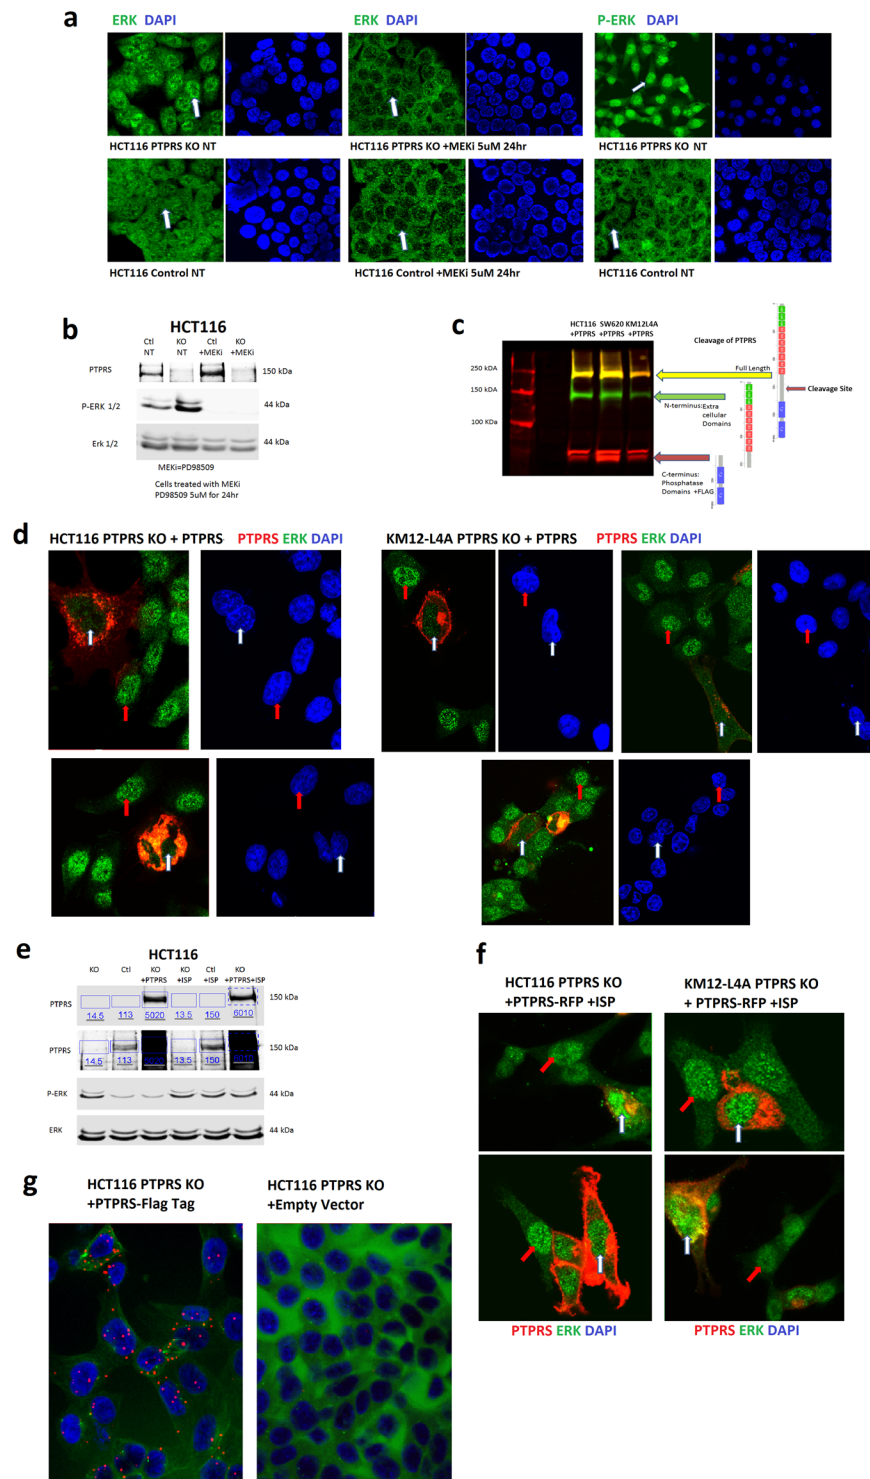 a
ERK DAPI
ERK DAPI
P-ERK DAPI
HCT116 PTPRS KO NT
HCT116 PTPRS KO +MEKi 5uM 24hr
HCT116 PTPRS KO NT
HCT116 Control NT
HCT116 Control +MEKi 5uM 24hr
HCT116 Control NT
b
HCT116
Ctl NT
KO NT
Ctl +MEKi
KO +MEKi
PTPRS
150 kDa
P-ERK 1/2
44 kDa
Erk 1/2
44 kDa
MEKi=PD98509
Cells treated with MEKi
PD98509 5uM for 24hr
c
HCT116 +PTPRS
SW620 +PTPRS
KM12L4A +PTPRS
Cleavage of PTPRS
250 kDa
150 kDa
100 KDa
Full Length
Cleavage Site
N-terminus: Extra
cellular
Domains
C-terminus:
Phosphatase
Domains +FLAG
d
HCT116 PTPRS KO + PTPRS
PTPRS ERK DAPI
KM12-L4A PTPRS KO + PTPRS
PTPRS ERK DAPI
e
HCT116
KO
Ctl
KO +PTPRS
KO +ISP
Ctl +ISP
KO +PTPRS+ISP
PTPRS
150 kDa
14.5 113 5020 13.5 150 6010
PTPRS
150 kDa
14.5 113 13.5 150
P-ERK
44 kDa
ERK
44 kDa
f
HCT116 PTPRS KO
+PTPRS-RFP +ISP
KM12-L4A PTPRS KO
+ PTPRS-RFP +ISP
PTPRS ERK DAPI
PTPRS ERK DAPI
g
HCT116 PTPRS KO
+PTPRS-Flag Tag
HCT116 PTPRS KO
+Empty Vector